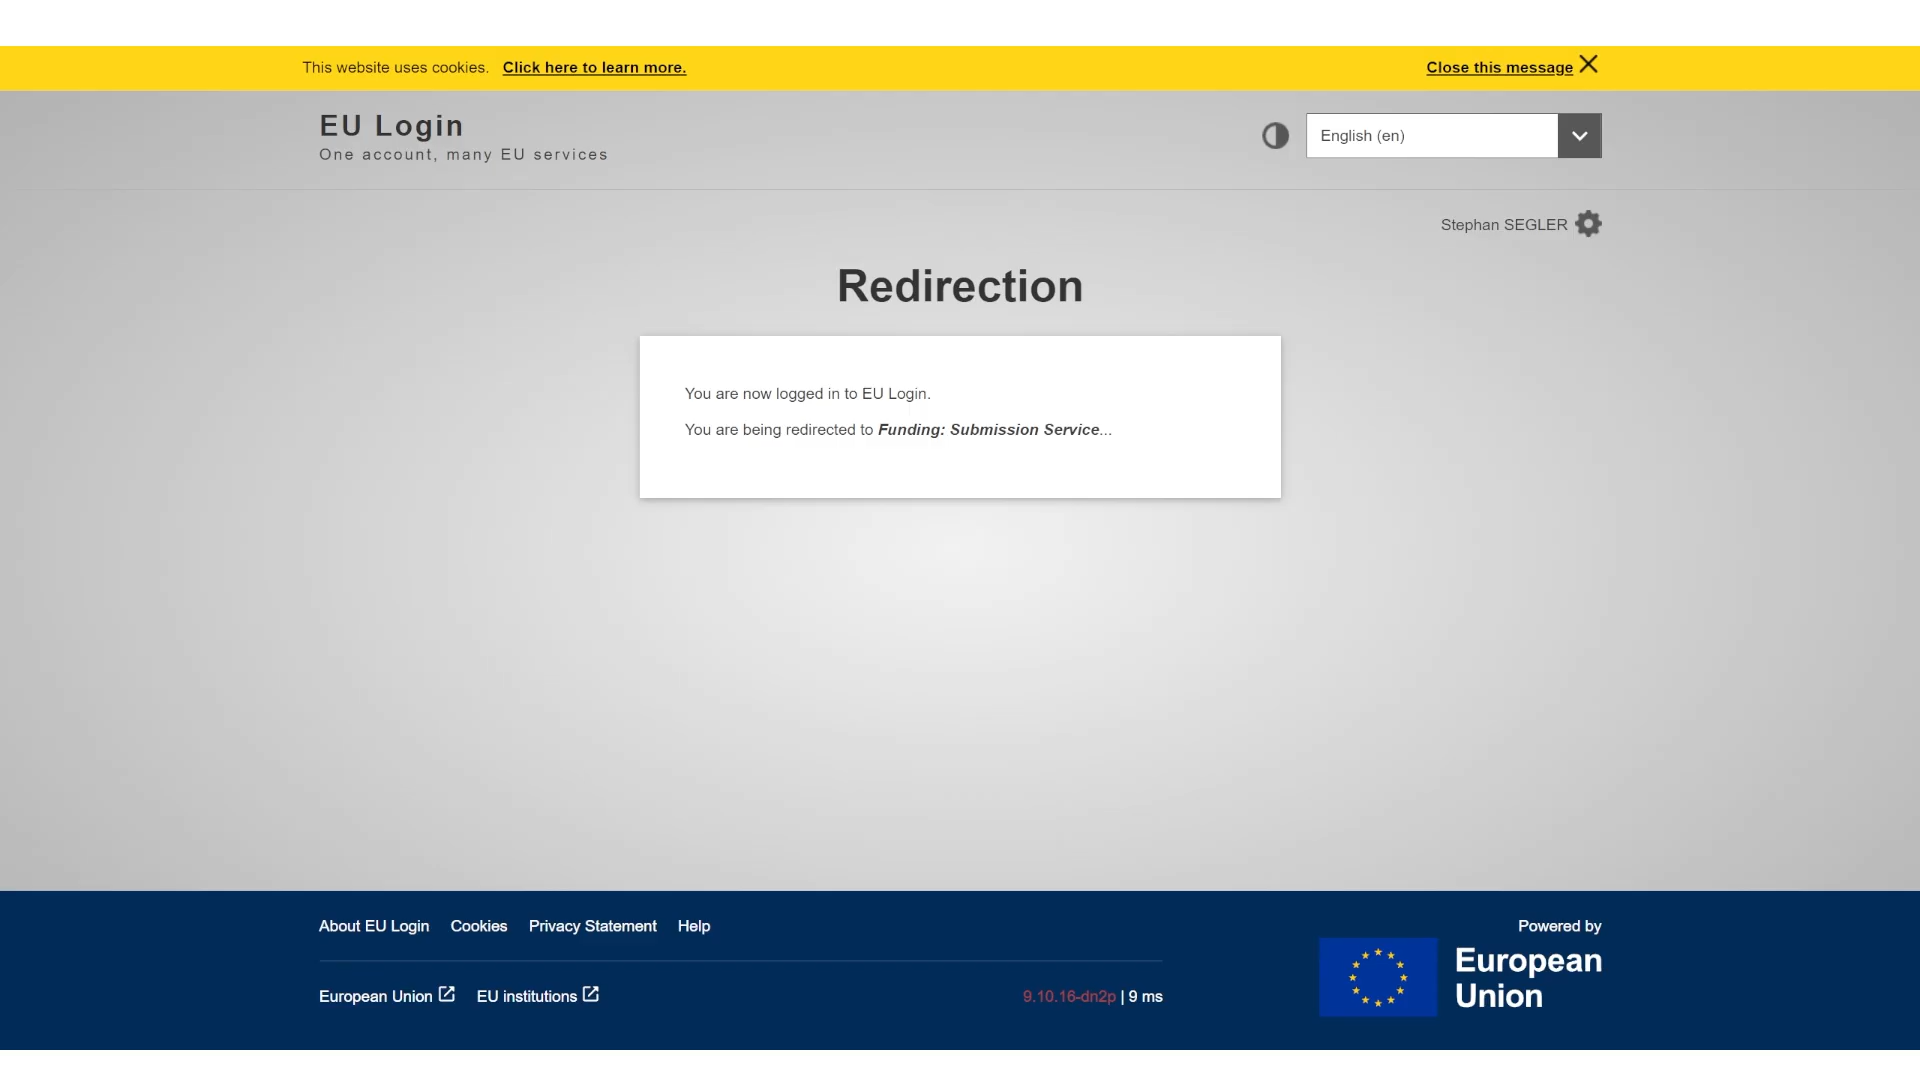 This website uses cookies. Click here to learn more. Close this message
EU Login
One account, many EU services
English (en)
Stephan SEGLER
Redirection
You are now logged in to EU Login.
You are being redirected to Funding: Submission Service...
About EU Login Cookies Privacy Statement Help
Powered by
European Union EU institutions 9.10.16-dn2p | 9 ms
European
Union